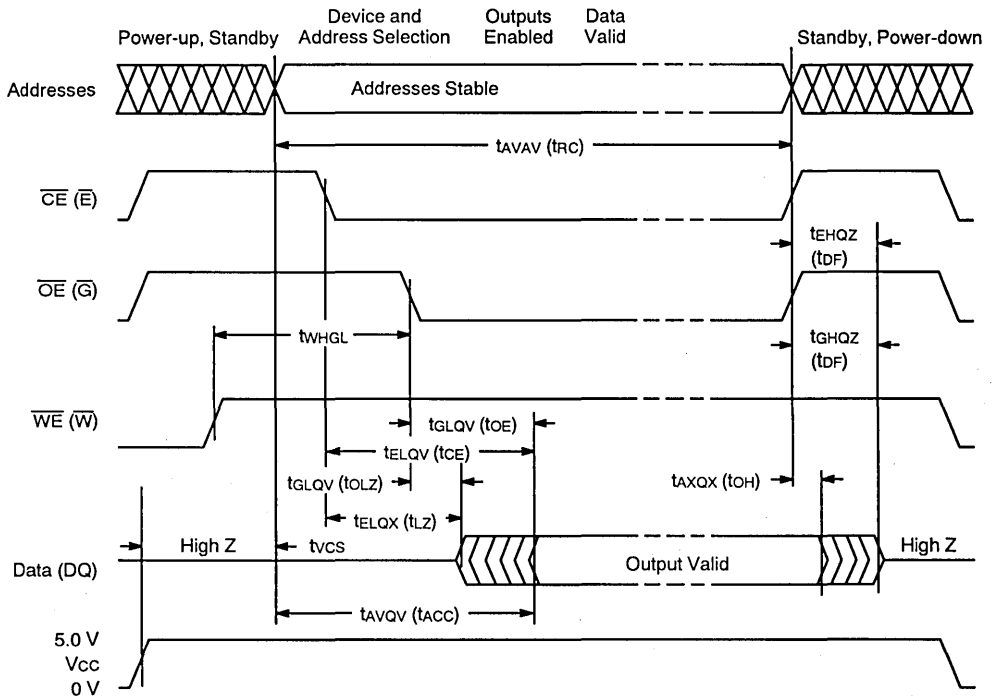 Power-up, Standby
Device and
Address Selection
Outputs
Enabled
Data
Valid
Standby, Power-down
Addresses
Addresses Stable
tAVAV (tRC)
CE (E)
tEHQZ
(tDF)
OE (G)
tWHGL
tGHQZ
(tDF)
WE (W)
tGLQV (tOE)
tELQV (tCE)
tGLQV (tOLZ)
tAXQX (tOH)
tELQX (tLZ)
High Z
tVCS
High Z
Data (DQ)
Output Valid
tAVQV (tACC)
5.0 V
VCC
0 V